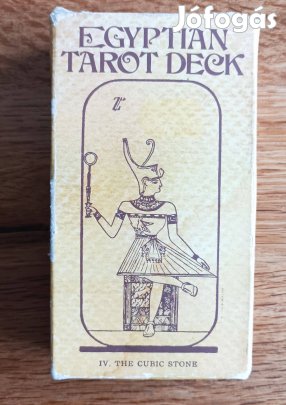 Jófogás
EGYPTIAN
TAROT DECK
IV. THE CUBIC STONE